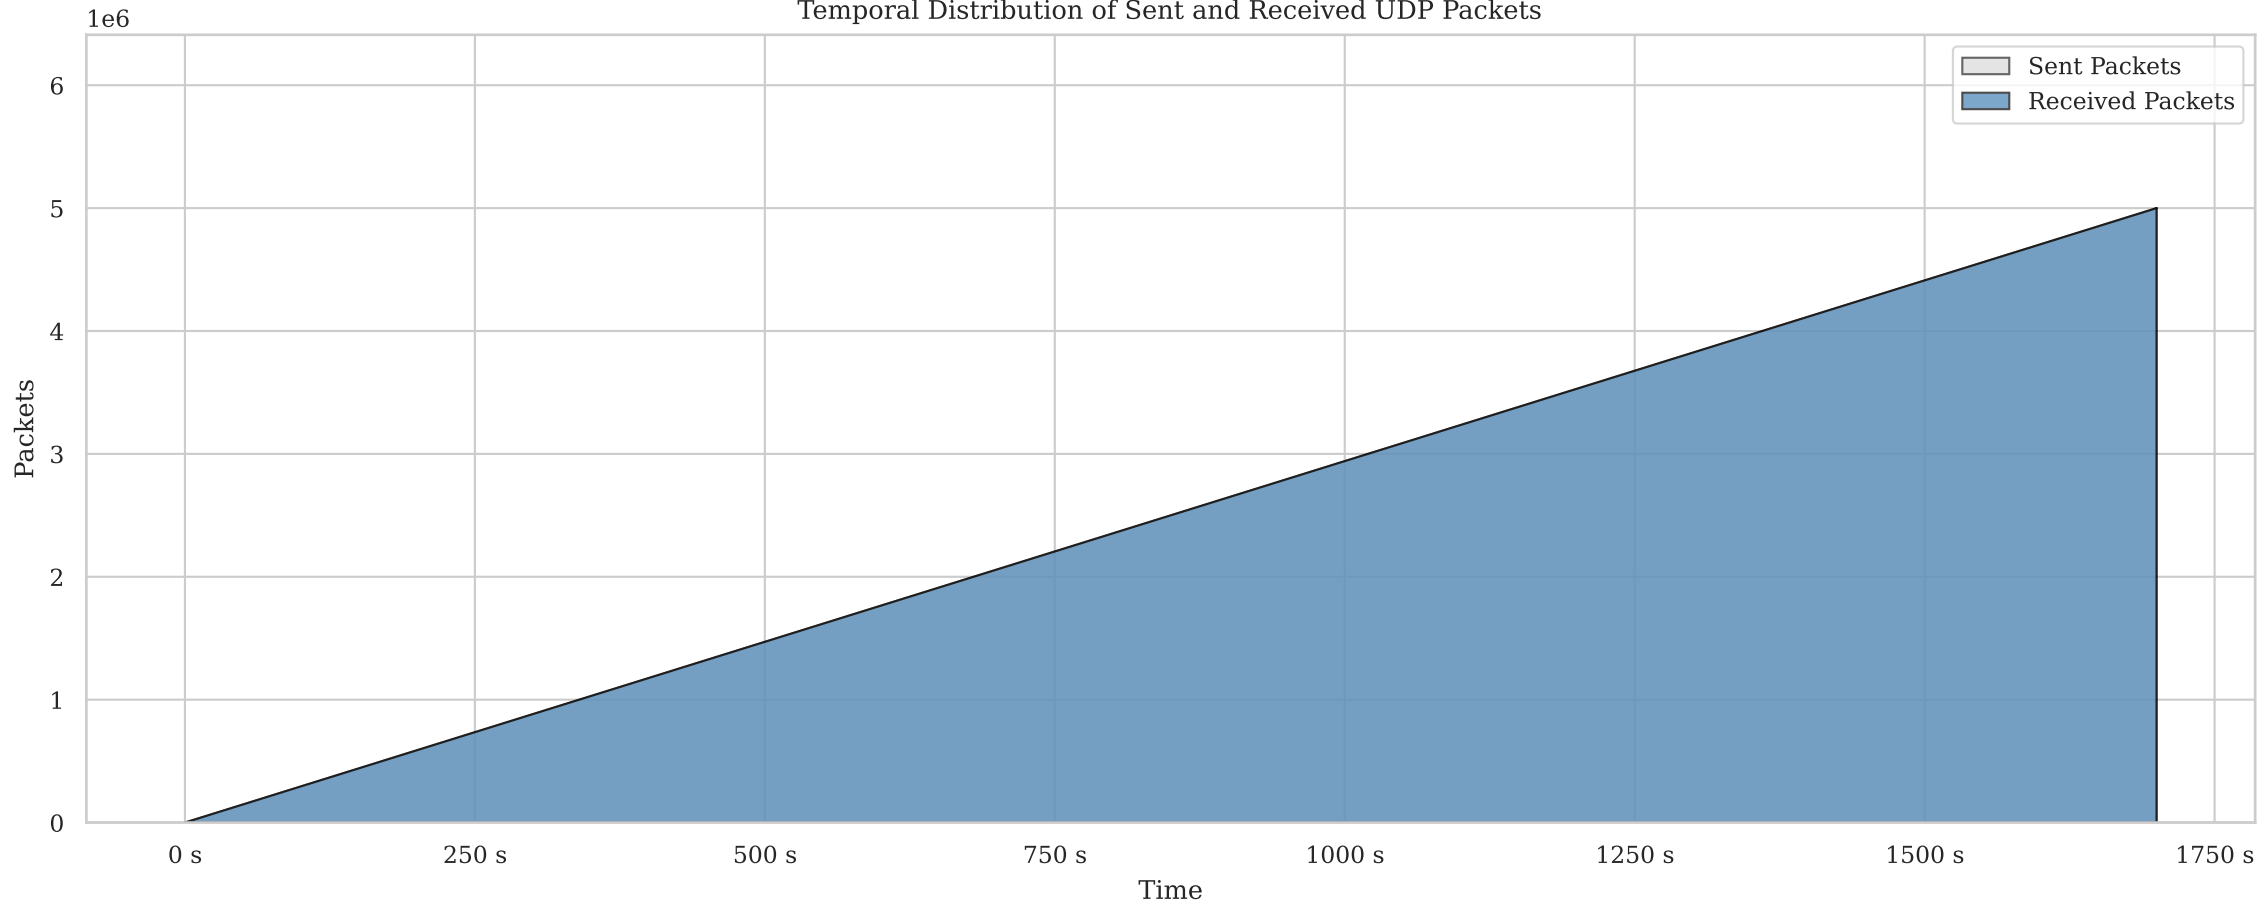 Temporal Distribution of Sent and Received UDP Packets
1e6
Sent Packets
Received Packets
6
5
4
3
2
1
0
Packets
0 s 250 s 500 s 750 s 1000 s 1250 s 1500 s 1750 s
Time